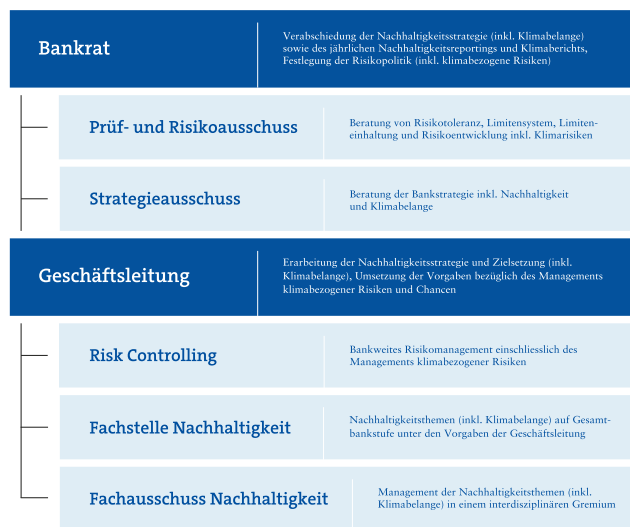 Bankrat
Verabschiedung der Nachhaltigkeitsstrategie (inkl. Klimabelange)
sowie des jährlichen Nachhaltigkeitsreportings und Klimaberichts,
Festlegung der Risikopolitik (inkl. klimabezogene Risiken)
Prüf- und Risikoausschuss
Beratung von Risikotoleranz, Limitensystem, Limiten-
einhaltung und Risikoentwicklung inkl. Klimarisiken
Strategieausschuss
Beratung der Bankstrategie inkl. Nachhaltigkeit
und Klimabelange
Geschäftsleitung
Erarbeitung der Nachhaltigkeitsstrategie und Zielsetzung (inkl.
Klimabelange), Umsetzung der Vorgaben bezüglich des Managements
klimabezogener Risiken und Chancen
Risk Controlling
Bankweites Risikomanagement einschliesslich des
Managements klimabezogener Risiken
Fachstelle Nachhaltigkeit
Nachhaltigkeitsthemen (inkl. Klimabelange) auf Gesamt-
bankstufe unter den Vorgaben der Geschäftsleitung
Fachausschuss Nachhaltigkeit
Management der Nachhaltigkeitsthemen (inkl.
Klimabelange) in einem interdisziplinären Gremium